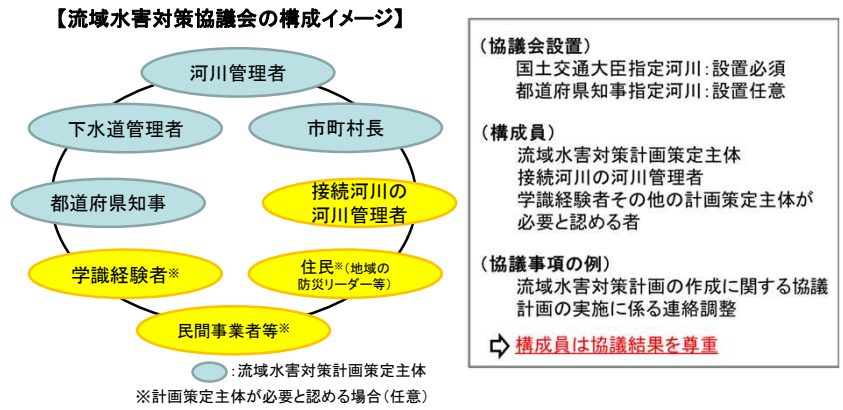 【流域水害対策協議会の構成イメージ】
河川管理者
下水道管理者
市町村長
都道府県知事
接続河川の
河川管理者
学識経験者※
住民※(地域の
防災リーダー等)
民間事業者等※
:流域水害対策計画策定主体
※計画策定主体が必要と認める場合(任意)
(協議会設置)
国土交通大臣指定河川:設置必須
都道府県知事指定河川:設置任意
(構成員)
流域水害対策計画策定主体
接続河川の河川管理者
学識経験者その他の計画策定主体が
必要と認める者
(協議事項の例)
流域水害対策計画の作成に関する協議
計画の実施に係る連絡調整
⇨ 構成員は協議結果を尊重